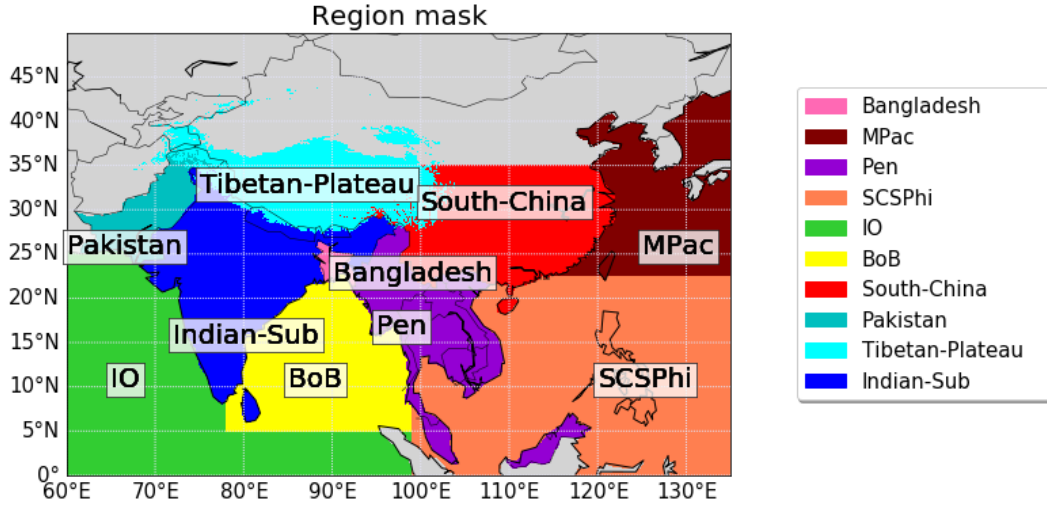 Region mask
45°N
40°N
35°N
30°N
25°N
20°N
15°N
10°N
5°N
0°
60°E
70°E
80°E
90°E
100°E
110°E
120°E
130°E
Tibetan-Plateau
South-China
Pakistan
MPac
Bangladesh
Indian-Sub
Pen
IO
BoB
SCSPhi
Bangladesh
MPac
Pen
SCSPhi
IO
BoB
South-China
Pakistan
Tibetan-Plateau
Indian-Sub